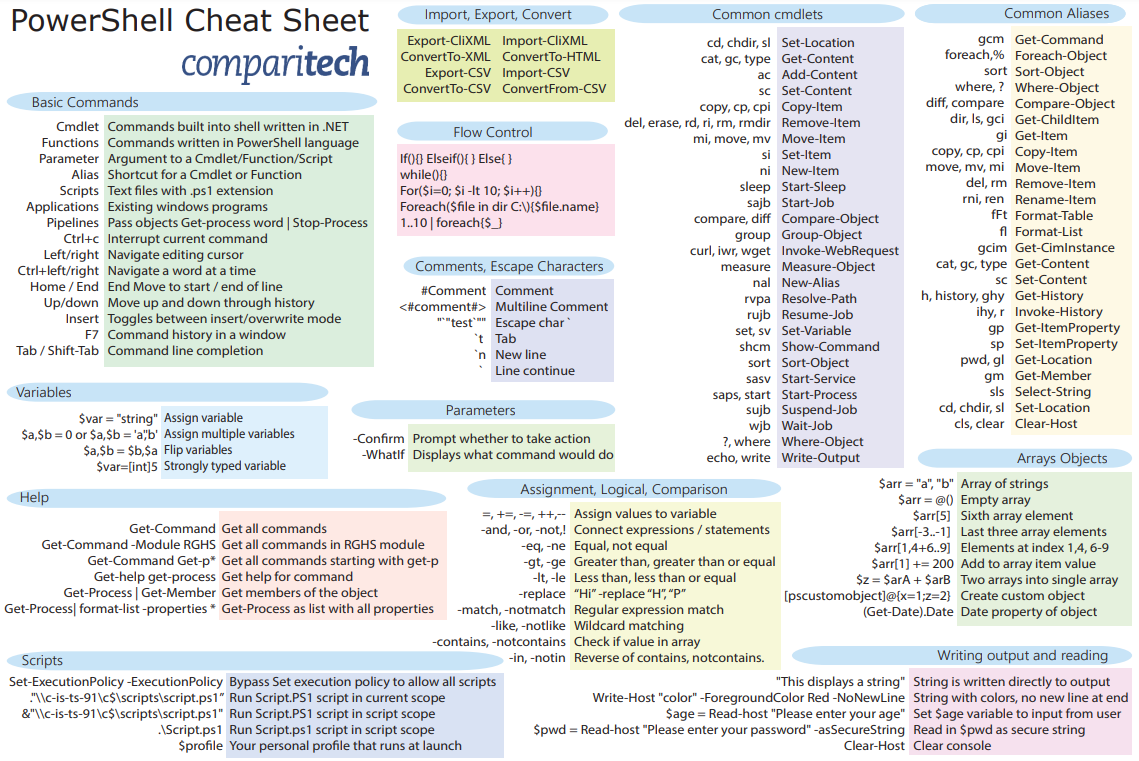 PowerShell Cheat Sheet
comparitech
Basic Commands
Cmdlet Commands built into shell written in .NET
Functions Commands written in PowerShell language
Parameter Argument to a Cmdlet/Function/Script
Alias Shortcut for a Cmdlet or Function
Scripts Text files with .ps1 extension
Applications Existing windows programs
Pipelines Pass objects Get-process word | Stop-Process
Ctrl+c Interrupt current command
Left/right Navigate editing cursor
Ctrl+left/right Navigate a word at a time
Home / End End Move to start / end of line
Up/down Move up and down through history
Insert Toggles between insert/overwrite mode
F7 Command history in a window
Tab / Shift-Tab Command line completion
Variables
$var = "string" Assign variable
$a,$b = 0 or $a,$b = 'a','b' Assign multiple variables
$a,$b = $b,$a Flip variables
$var=[int]5 Strongly typed variable
Help
Get-Command Get all commands
Get-Command -Module RGHS Get all commands in RGHS module
Get-Command Get-p* Get all commands starting with get-p
Get-help get-process Get help for command
Get-Process | Get-Member Get members of the object
Get-Process| format-list -properties * Get-Process as list with all properties
Scripts
Set-ExecutionPolicy -ExecutionPolicy Bypass Set execution policy to allow all scripts
."\\c-is-ts-91\c$\scripts\script.ps1” Run Script.PS1 script in current scope
&"\\c-is-ts-91\c$\scripts\script.ps1" Run Script.PS1 script in script scope
.\Script.ps1 Run Script.ps1 script in script scope
$profile Your personal profile that runs at launch
Import, Export, Convert
Export-CliXML Import-CliXML
ConvertTo-XML ConvertTo-HTML
Export-CSV Import-CSV
ConvertTo-CSV ConvertFrom-CSV
Flow Control
If(){} Elseif(){ } Else{ }
while(){}
For($i=0; $i -lt 10; $i++){}
Foreach($file in dir C:\){$file.name}
1..10 | foreach{$_}
Comments, Escape Characters
#Comment Comment
<#comment#> Multiline Comment
"`"test`"" Escape char `
`t Tab
`n New line
` Line continue
Parameters
-Confirm Prompt whether to take action
-WhatIf Displays what command would do
Assignment, Logical, Comparison
=, +=, -=, ++,-- Assign values to variable
-and, -or, -not,! Connect expressions / statements
-eq, -ne Equal, not equal
-gt, -ge Greater than, greater than or equal
-lt, -le Less than, less than or equal
-replace “Hi” -replace “H”, “P”
-match, -notmatch Regular expression match
-like, -notlike Wildcard matching
-contains, -notcontains Check if value in array
-in, -notin Reverse of contains, notcontains.
Common cmdlets
cd, chdir, sl Set-Location
cat, gc, type Get-Content
ac Add-Content
sc Set-Content
copy, cp, cpi Copy-Item
del, erase, rd, ri, rm, rmdir Remove-Item
mi, move, mv Move-Item
si Set-Item
ni New-Item
sleep Start-Sleep
sajb Start-Job
compare, diff Compare-Object
group Group-Object
curl, iwr, wget Invoke-WebRequest
measure Measure-Object
nal New-Alias
rvpa Resolve-Path
rujb Resume-Job
set, sv Set-Variable
shcm Show-Command
sort Sort-Object
sasv Start-Service
saps, start Start-Process
sujb Suspend-Job
wjb Wait-Job
?, where Where-Object
echo, write Write-Output
Common Aliases
gcm Get-Command
foreach,% Foreach-Object
sort Sort-Object
where, ? Where-Object
diff, compare Compare-Object
dir, ls, gci Get-ChildItem
gi Get-Item
copy, cp, cpi Copy-Item
move, mv, mi Move-Item
del, rm Remove-Item
rni, ren Rename-Item
fFt Format-Table
fl Format-List
gcim Get-CimInstance
cat, gc, type Get-Content
sc Set-Content
h, history, ghy Get-History
ihy, r Invoke-History
gp Get-ItemProperty
sp Set-ItemProperty
pwd, gl Get-Location
gm Get-Member
sls Select-String
cd, chdir, sl Set-Location
cls, clear Clear-Host
Arrays Objects
$arr = "a", "b" Array of strings
$arr = @() Empty array
$arr[5] Sixth array element
$arr[-3..-1] Last three array elements
$arr[1,4+6..9] Elements at index 1,4, 6-9
$arr[1] += 200 Add to array item value
$z = $arA + $arB Two arrays into single array
[pscustomobject]@{x=1;z=2} Create custom object
(Get-Date).Date Date property of object
Writing output and reading
"This displays a string" String is written directly to output
Write-Host "color" -ForegroundColor Red -NoNewLine String with colors, no new line at end
$age = Read-host "Please enter your age" Set $age variable to input from user
$pwd = Read-host "Please enter your password" -asSecureString Read in $pwd as secure string
Clear-Host Clear console